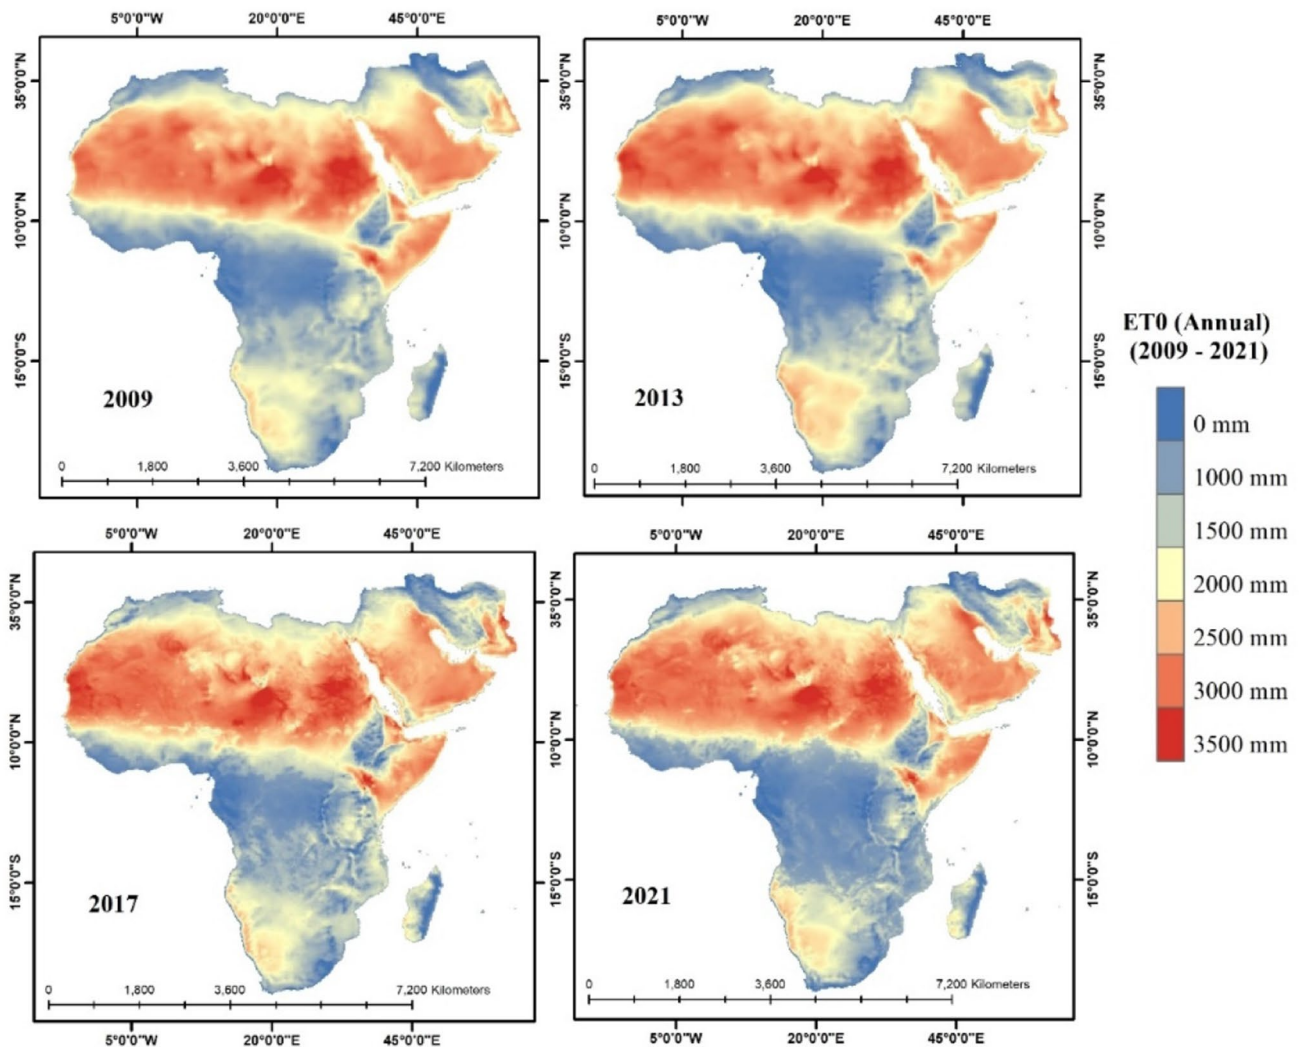 5°0'0"W 20°0'0"E 45°0'0"E
5°0'0"W 20°0'0"E 45°0'0"E
35°0'0"N
10°0'0"N
15°0'0"S
2009
0 1,800 3,600 7,200 Kilometers
35°0'0"N
10°0'0"N
15°0'0"S
2013
0 1,800 3,600 7,200 Kilometers
ET0 (Annual)
(2009 - 2021)
0 mm
1000 mm
1500 mm
2000 mm
2500 mm
3000 mm
3500 mm
5°0'0"W 20°0'0"E 45°0'0"E
5°0'0"W 20°0'0"E 45°0'0"E
35°0'0"N
10°0'0"N
15°0'0"S
2017
0 1,800 3,600 7,200 Kilometers
5°0'0"W 20°0'0"E 45°0'0"E
35°0'0"N
10°0'0"N
15°0'0"S
2021
0 1,800 3,600 7,200 Kilometers
5°0'0"W 20°0'0"E 45°0'0"E